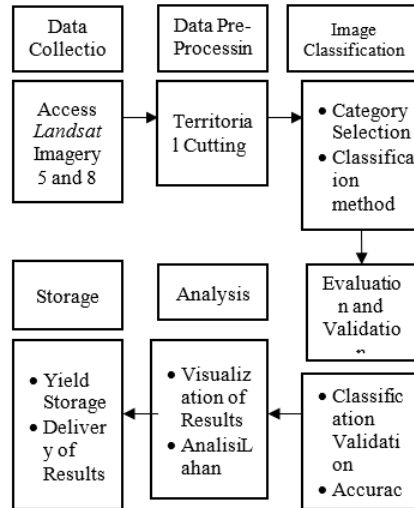 Data
Collectio
Data Pre-
Processin
Image
Classification
Access
Landsat
Imagery
5 and 8
Territoria
l Cutting
• Category
Selection
• Classifica
ion
method
Storage
Analysis
Evaluatio
n and
Validatio
n
• Yield
Storage
• Deliver
y of
Results
• Visualiz
ation of
Results
• AnalisiL
ahan
• Classific
ation
Validati
on
• Accurac